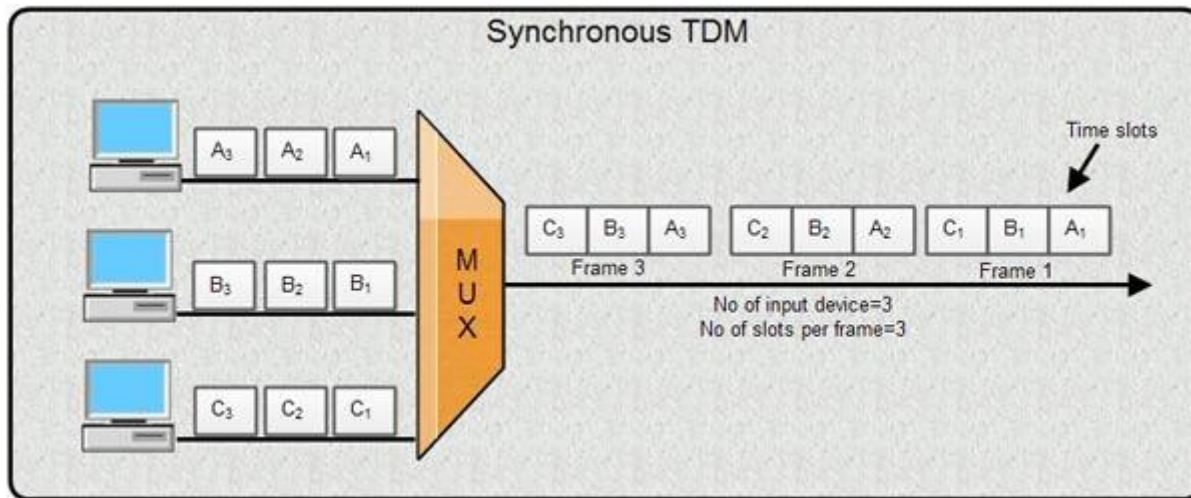 Synchronous TDM
Time slots
A₃ A₂ A₁
C₃ B₃ A₃ C₂ B₂ A₂ C₁ B₁ A₁
Frame 3 Frame 2 Frame 1
B₃ B₂ B₁
M
U
X
No of input device=3
No of slots per frame=3
C₃ C₂ C₁